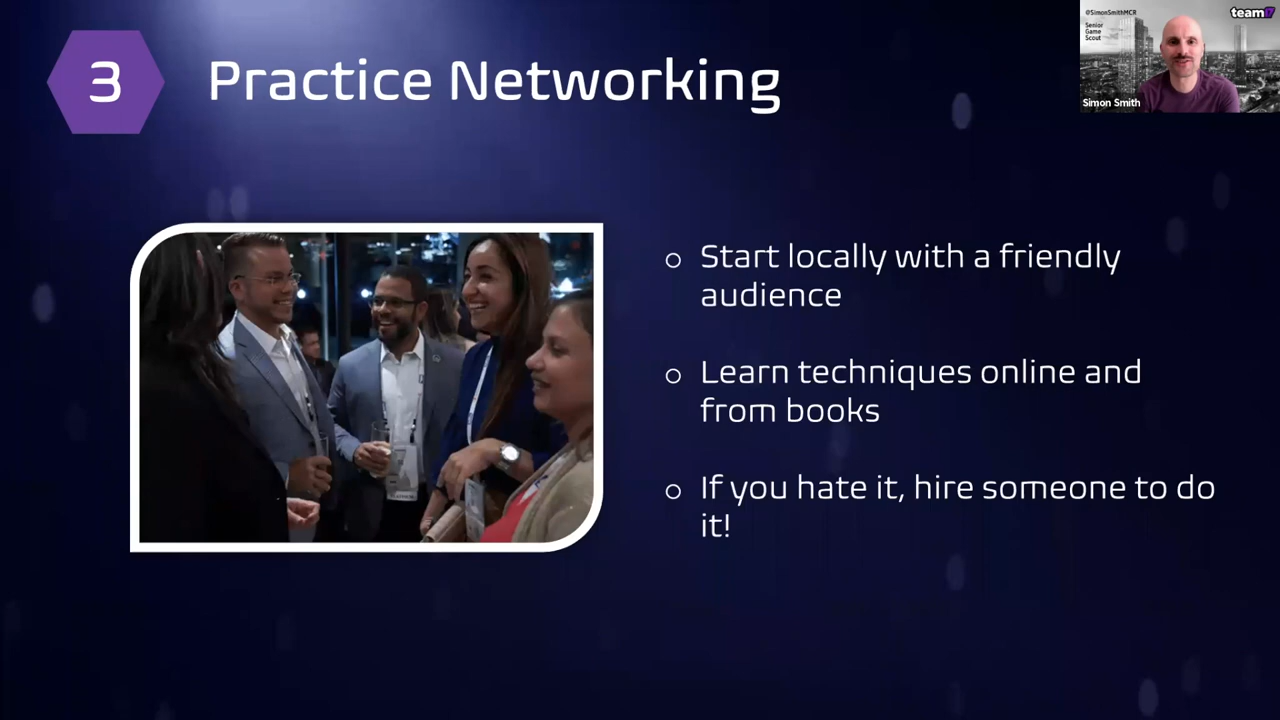 3
Practice Networking
@SimonSmithMCR
Senior
Game
Scout
team17
Simon Smith
Start locally with a friendly
audience
Learn techniques online and
from books
If you hate it, hire someone to do
it!